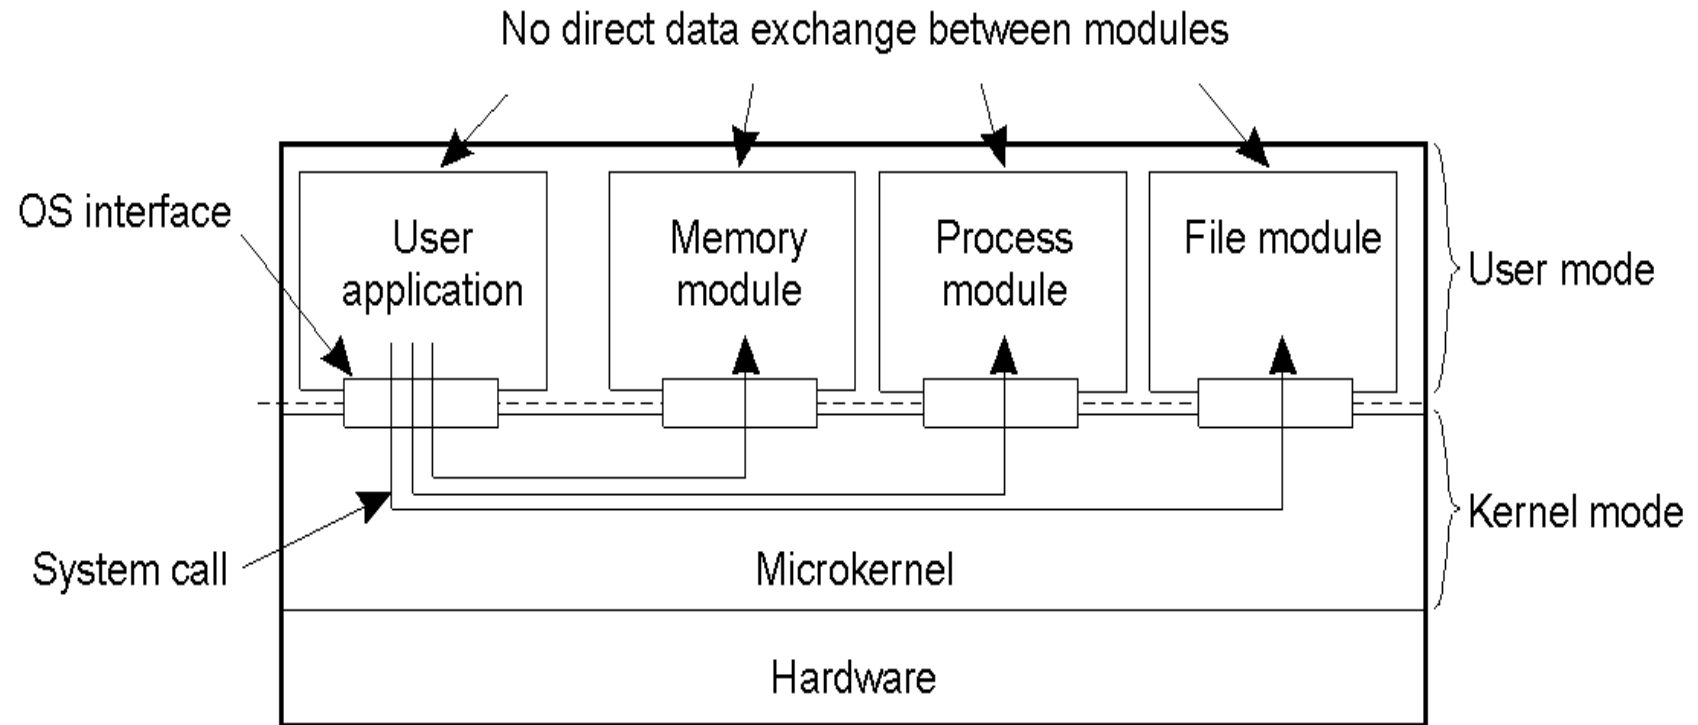 No direct data exchange between modules
OS interface
User
application
Memory
module
Process
module
File module
User mode
System call
Microkernel
Kernel mode
Hardware